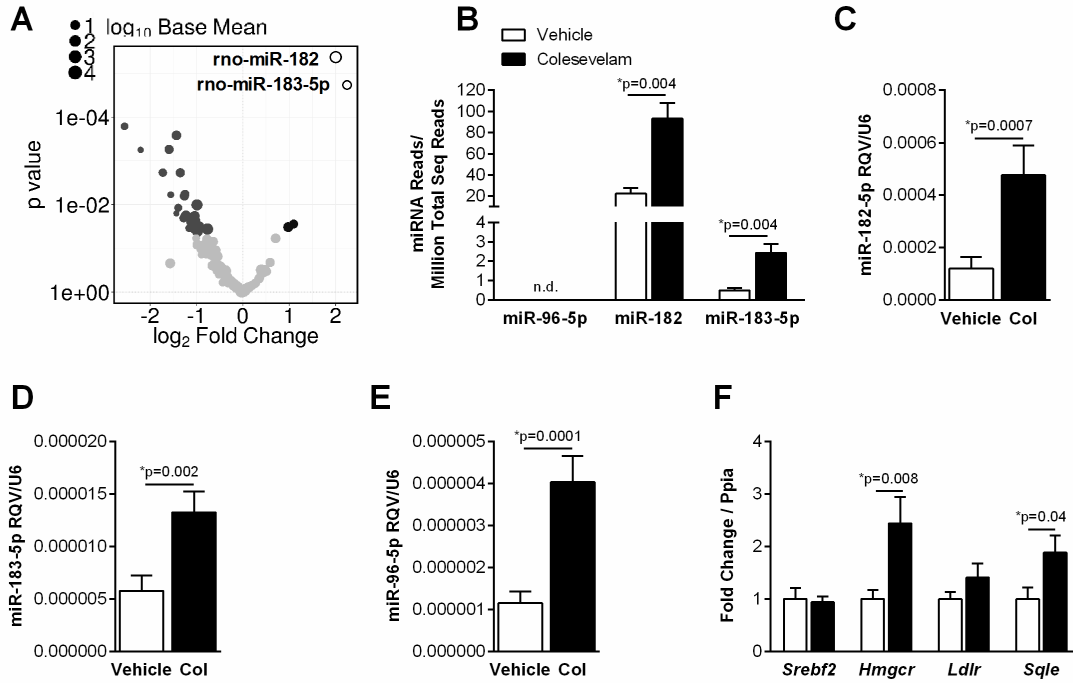 A
log10 Base Mean
1
2
3
4
rno-miR-182
rno-miR-183-5p
p value
1e-04
1e-02
1e+00
-2 -1 0 1 2
log2 Fold Change
B
Vehicle
Colesevelam
miRNA Reads/
Million Total Seq Reads
120
100
80
60
40
20
4
3
2
1
0
*p=0.004
*p=0.004
n.d.
miR-96-5p miR-182 miR-183-5p
C
miR-182-5p RQV/U6
0.0008
0.0006
0.0004
0.0002
0.0000
*p=0.0007
Vehicle Col
D
miR-183-5p RQV/U6
0.000020
0.000015
0.000010
0.000005
0.000000
*p=0.002
Vehicle Col
E
miR-96-5p RQV/U6
0.000005
0.000004
0.000003
0.000002
0.000001
0.000000
*p=0.0001
Vehicle Col
F
Fold Change / Ppia
4
3
2
1
0
*p=0.008
*p=0.04
Srebf2 Hmgcr Ldlr Sqle